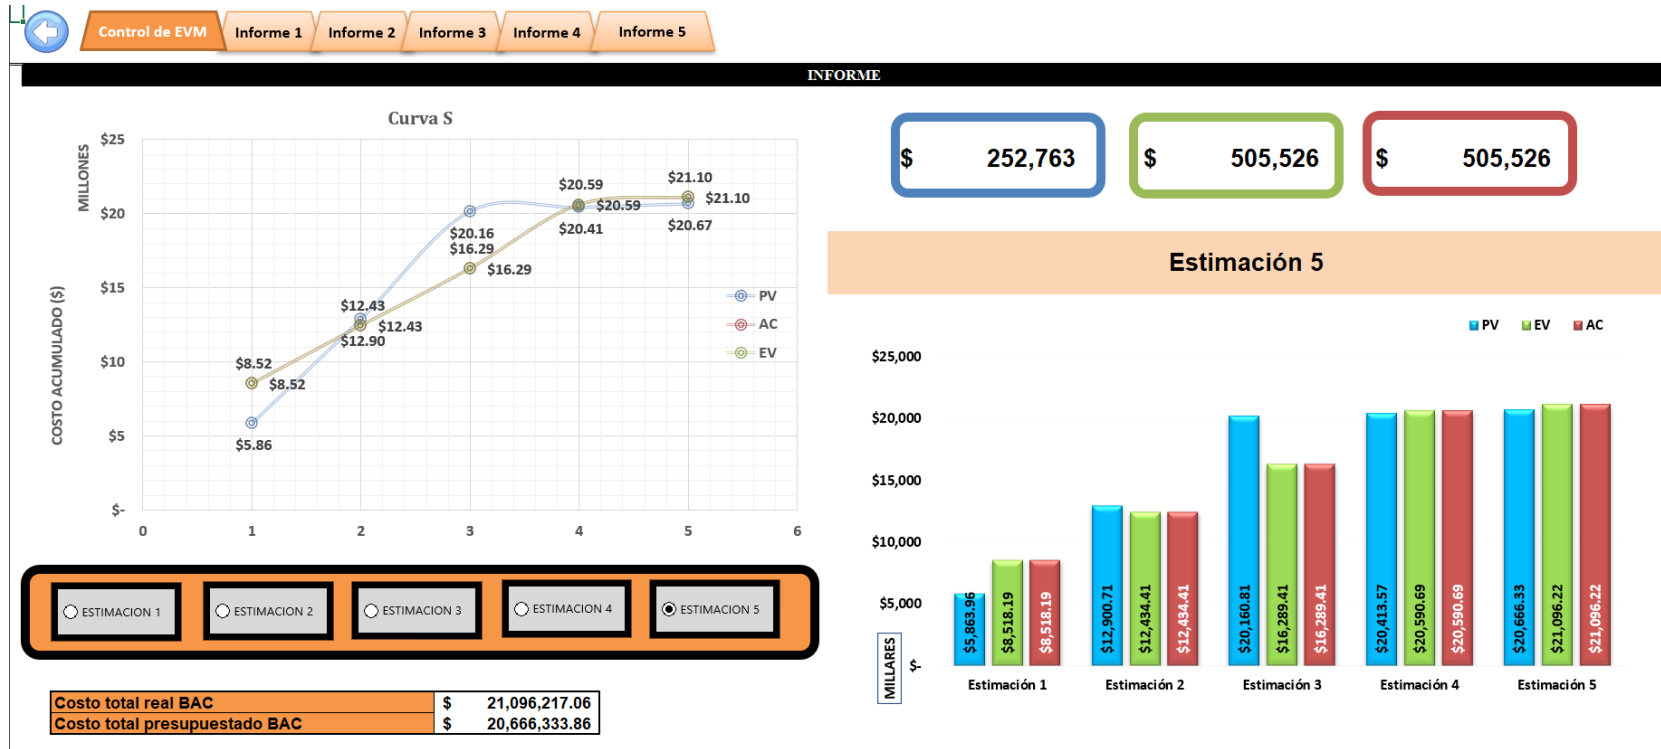 Control de EVM
Informe 1
Informe 2
Informe 3
Informe 4
Informe 5
INFORME
Curva S
MILLONES
COSTO ACUMULADO ($)
$25
$20
$15
$10
$5
$-
0 1 2 3 4 5 6
$8.52
$8.52
$5.86
$12.43
$12.43
$12.90
$20.16
$16.29
$16.29
$20.59
$20.59
$20.41
$21.10
$21.10
$20.67
PV
AC
EV
$ 252,763
$ 505,526
$ 505,526
Estimación 5
PV EV AC
$25,000
$20,000
$15,000
$10,000
$5,000
$-
MILLARES
$5,863.96
$8,518.19
$8,518.19
$12,900.71
$12,434.41
$12,434.41
$20,160.81
$16,289.41
$16,289.41
$20,413.57
$20,590.69
$20,590.69
$20,666.33
$21,096.22
$21,096.22
Estimación 1 Estimación 2 Estimación 3 Estimación 4 Estimación 5
ESTIMACION 1
ESTIMACION 2
ESTIMACION 3
ESTIMACION 4
ESTIMACION 5
Costo total real BAC $ 21,096,217.06
Costo total presupuestado BAC $ 20,666,333.86